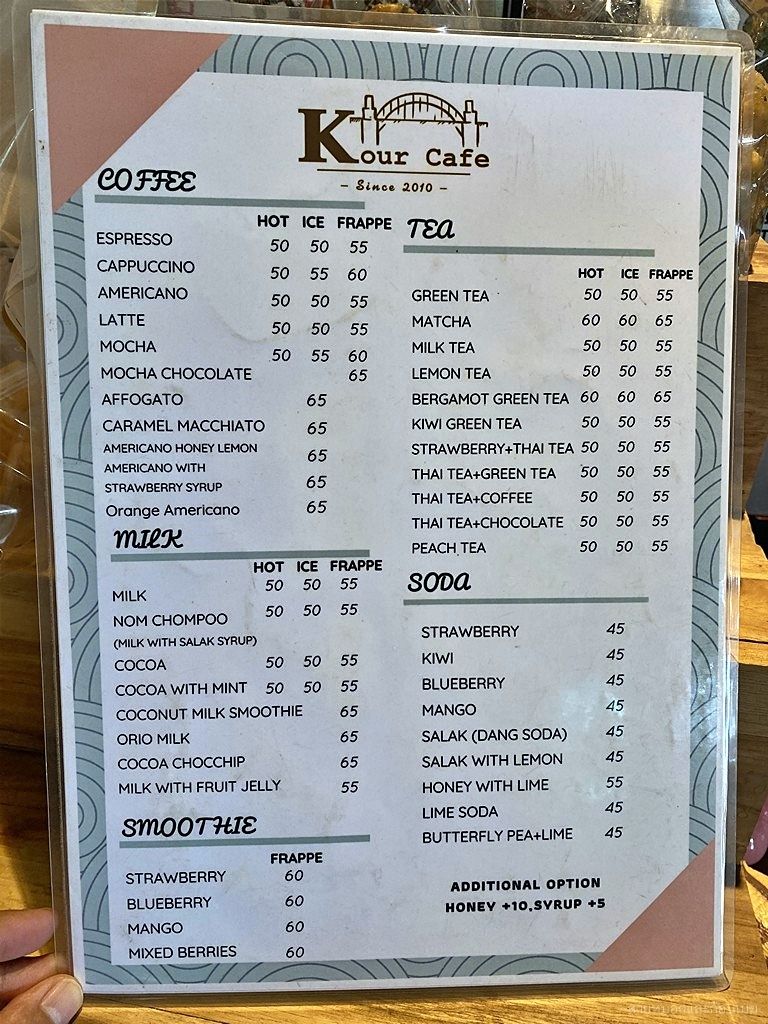 Kour Cafe
- Since 2010 -
COFFEE
HOT ICE FRAPPE
ESPRESSO 50 50 55
CAPPUCCINO 50 55 60
AMERICANO 50 50 55
LATTE 50 50 55
MOCHA 50 55 60
MOCHA CHOCOLATE 65
AFFOGATO 65
CARAMEL MACCHIATO 65
AMERICANO HONEY LEMON 65
AMERICANO WITH
STRAWBERRY SYRUP 65
Orange Americano 65
MILK
HOT ICE FRAPPE
MILK 50 50 55
NOM CHOMPOO 50 50 55
(MILK WITH SALAK SYRUP)
COCOA 50 50 55
COCOA WITH MINT 50 50 55
COCONUT MILK SMOOTHIE 65
ORIO MILK 65
COCOA CHOCCHIP 65
MILK WITH FRUIT JELLY 55
SMOOTHIE
FRAPPE
STRAWBERRY 60
BLUEBERRY 60
MANGO 60
MIXED BERRIES 60
TEA
HOT ICE FRAPPE
GREEN TEA 50 50 55
MATCHA 60 60 65
MILK TEA 50 50 55
LEMON TEA 50 50 55
BERGAMOT GREEN TEA 60 60 65
KIWI GREEN TEA 50 50 55
STRAWBERRY+THAI TEA 50 50 55
THAI TEA+GREEN TEA 50 50 55
THAI TEA+COFFEE 50 50 55
THAI TEA+CHOCOLATE 50 50 55
PEACH TEA 50 50 55
SODA
STRAWBERRY 45
KIWI 45
BLUEBERRY 45
MANGO 45
SALAK (DANG SODA) 45
SALAK WITH LEMON 45
HONEY WITH LIME 55
LIME SODA 45
BUTTERFLY PEA+LIME 45
ADDITIONAL OPTION
HONEY +10,SYRUP +5